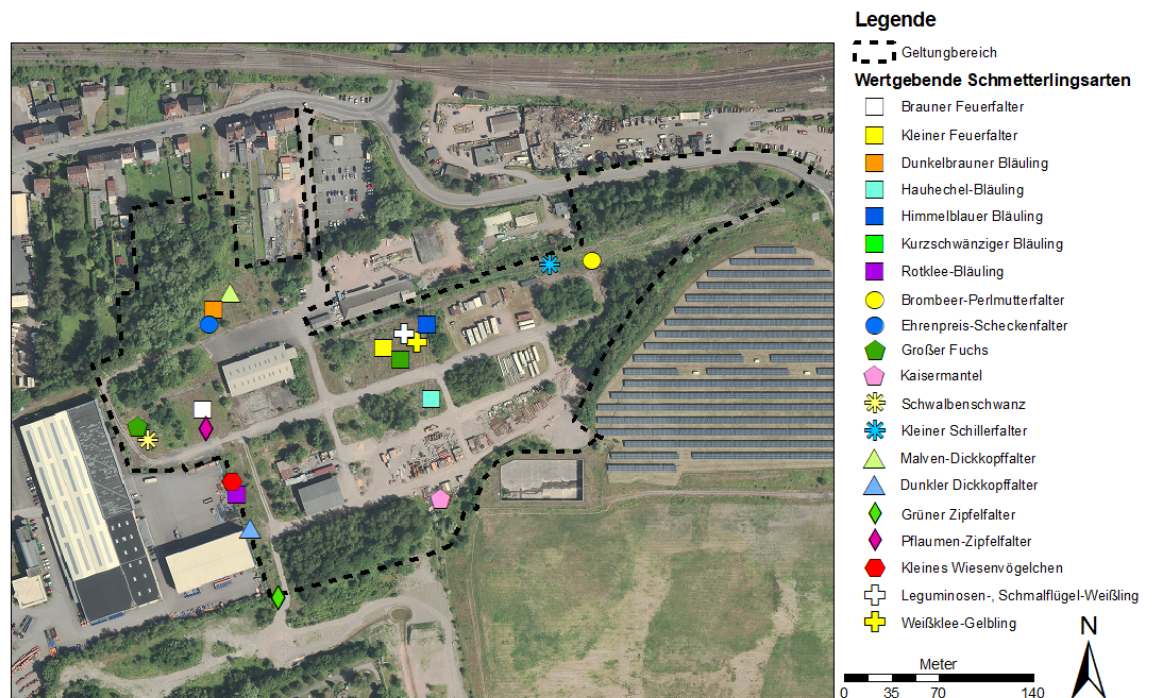 Legende
Geltungbereich
Wertgebende Schmetterlingsarten
Brauner Feuerfalter
Kleiner Feuerfalter
Dunkelbrauner Bläuling
Hauhechel-Bläuling
Himmelblauer Bläuling
Kurzschwänziger Bläuling
Rotklee-Bläuling
Brombeer-Perlmutterfalter
Ehrenpreis-Scheckenfalter
Großer Fuchs
Kaisermantel
Schwalbenschwanz
Kleiner Schillerfalter
Malven-Dickkopffalter
Dunkler Dickkopffalter
Grüner Zipfelfalter
Pflaumen-Zipfelfalter
Kleines Wiesenvögelchen
Leguminosen-, Schmalflügel-Weißling
Weißklee-Gelbling
N
Meter
0 35 70 140